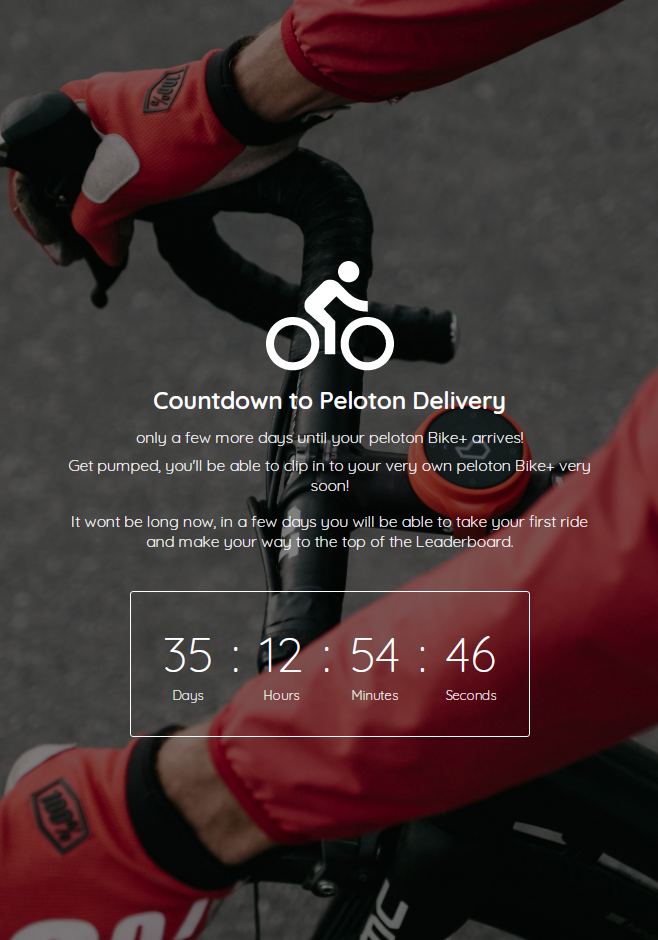 100%
Countdown to Peloton Delivery
only a few more days until your peloton Bike+ arrives!
Get pumped, you'll be able to clip in to your very own peloton Bike+ very
soon!
It wont be long now, in a few days you will be able to take your first ride
and make your way to the top of the Leaderboard.
35 : 12 : 54 : 46
Days Hours Minutes Seconds
100%